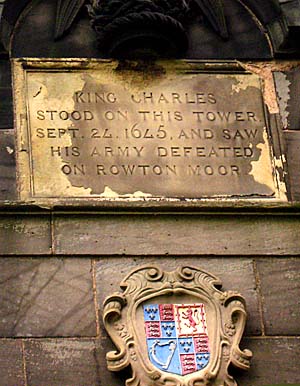 KING CHARLES
STOOD ON THIS TOWER
SEPT. 24. 1645. AND SAW
HIS ARMY DEFEATED
ON ROWTON MOOR